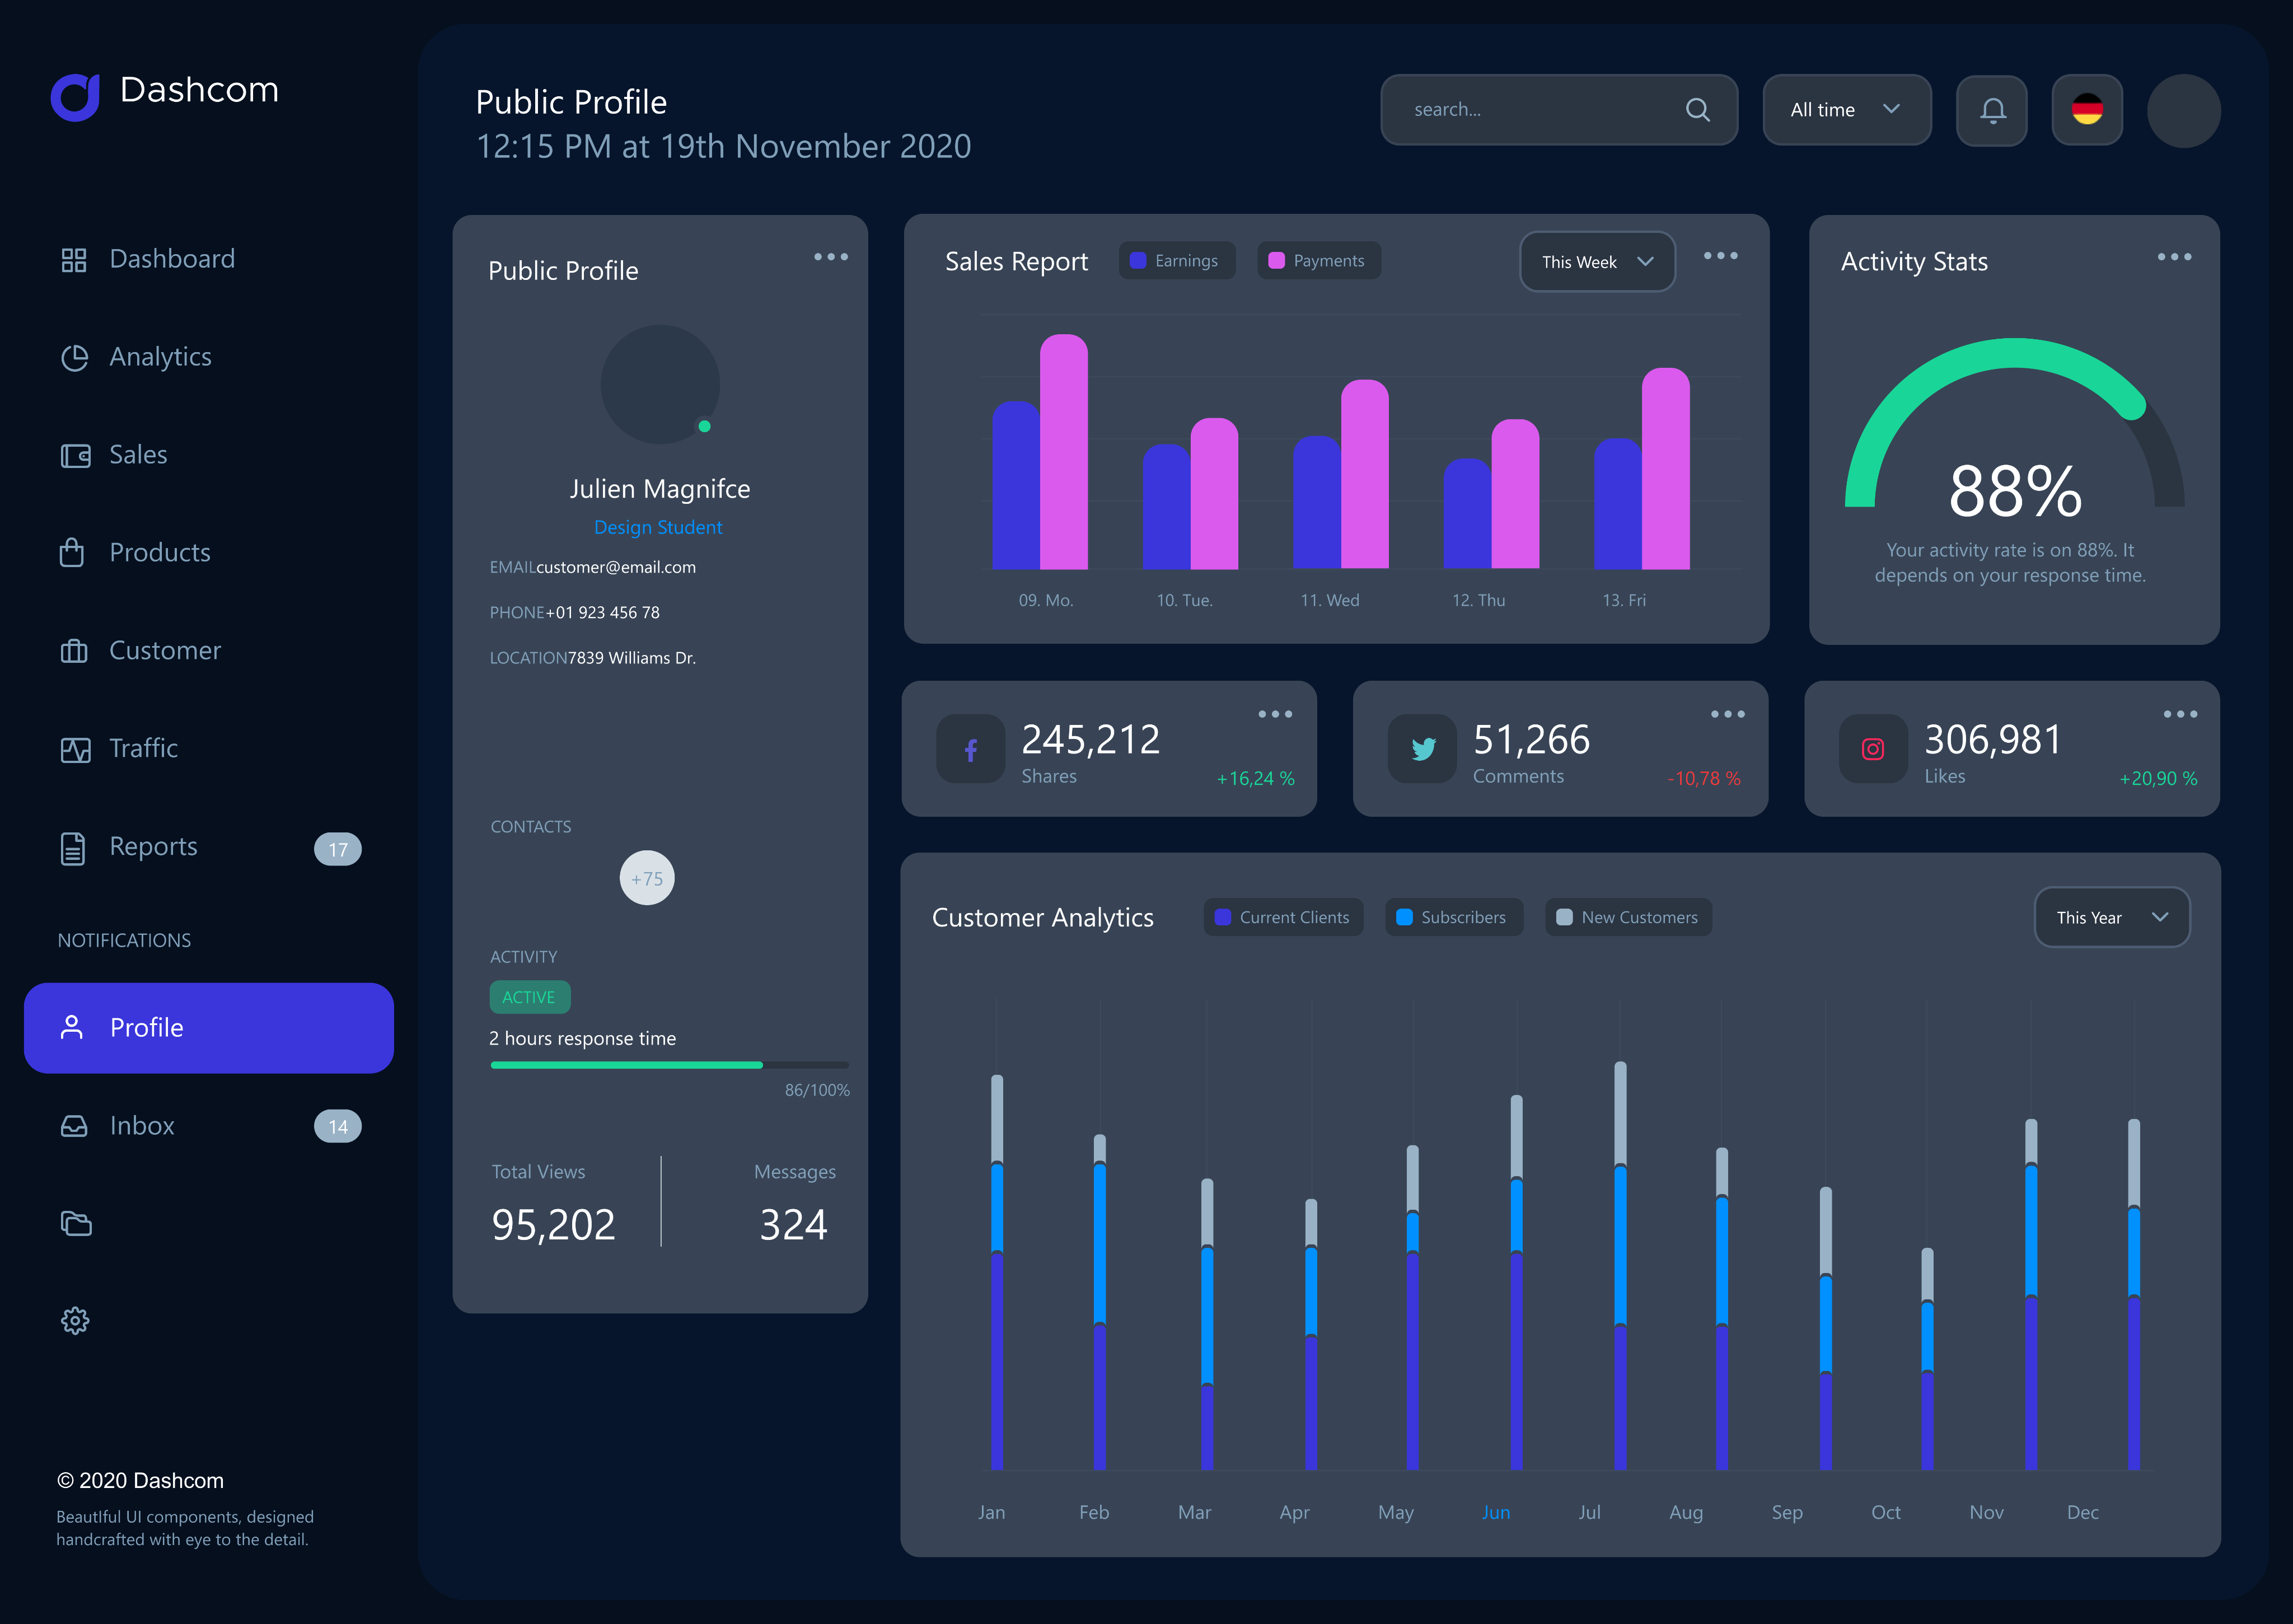 Dashcom
Dashboard
Analytics
Sales
Products
Customer
Traffic
Reports
17
NOTIFICATIONS
Profile
Inbox
14
© 2020 Dashcom
BeautIful UI components, designed
handcrafted with eye to the detail.
Public Profile
12:15 PM at 19th November 2020
search...
All time
Public Profile
Julien Magnifce
Design Student
EMAILcustomer@email.com
PHONE+01 923 456 78
LOCATION7839 Williams Dr.
CONTACTS
+75
ACTIVITY
ACTIVE
2 hours response time
86/100%
Total Views
Messages
95,202
324
Sales Report
Earnings
Payments
This Week
09. Mo.
10. Tue.
11. Wed
12. Thu
13. Fri
Activity Stats
88%
Your activity rate is on 88%. It
depends on your response time.
245,212
Shares
+16,24 %
51,266
Comments
-10,78 %
306,981
Likes
+20,90 %
Customer Analytics
Current Clients
Subscribers
New Customers
This Year
Jan
Feb
Mar
Apr
May
Jun
Jul
Aug
Sep
Oct
Nov
Dec